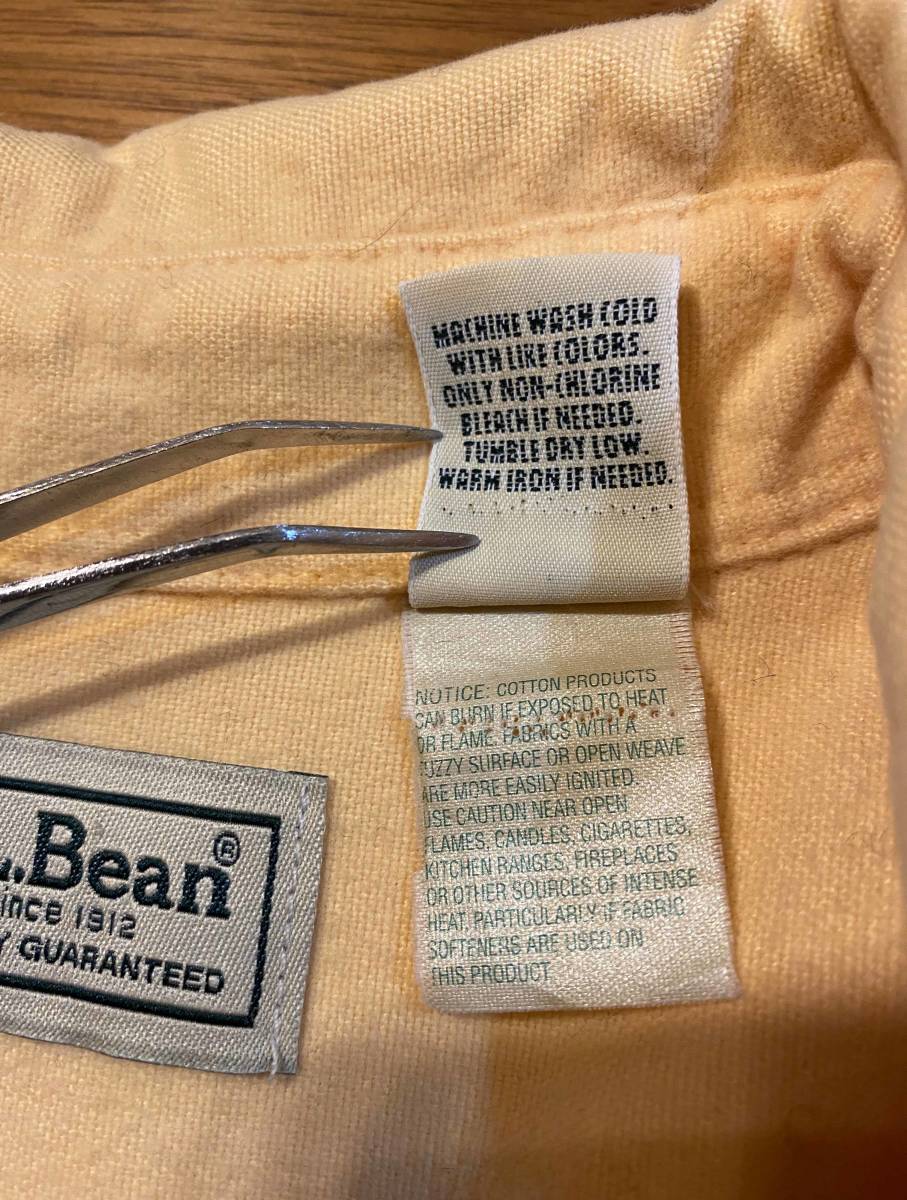 MACHINE WASH COLD
WITH LIKE COLORS.
ONLY NON-CHLORINE
BLEACH IF NEEDED.
TUMBLE DRY LOW.
WARM IRON IF NEEDED.
NOTICE: COTTON PRODUCTS
CAN BURN IF EXPOSED TO HEAT
OR FLAME. FABRICS WITH A
FUZZY SURFACE OR OPEN WEAVE
ARE MORE EASILY IGNITED.
USE CAUTION NEAR OPEN
FLAMES, CANDLES, CIGARETTES,
KITCHEN RANGES, FIREPLACES
OR OTHER SOURCES OF INTENSE
HEAT, PARTICULARLY IF FABRIC
SOFTENERS ARE USED ON
THIS PRODUCT
.Bean®
ince 1912
Y GUARANTEED